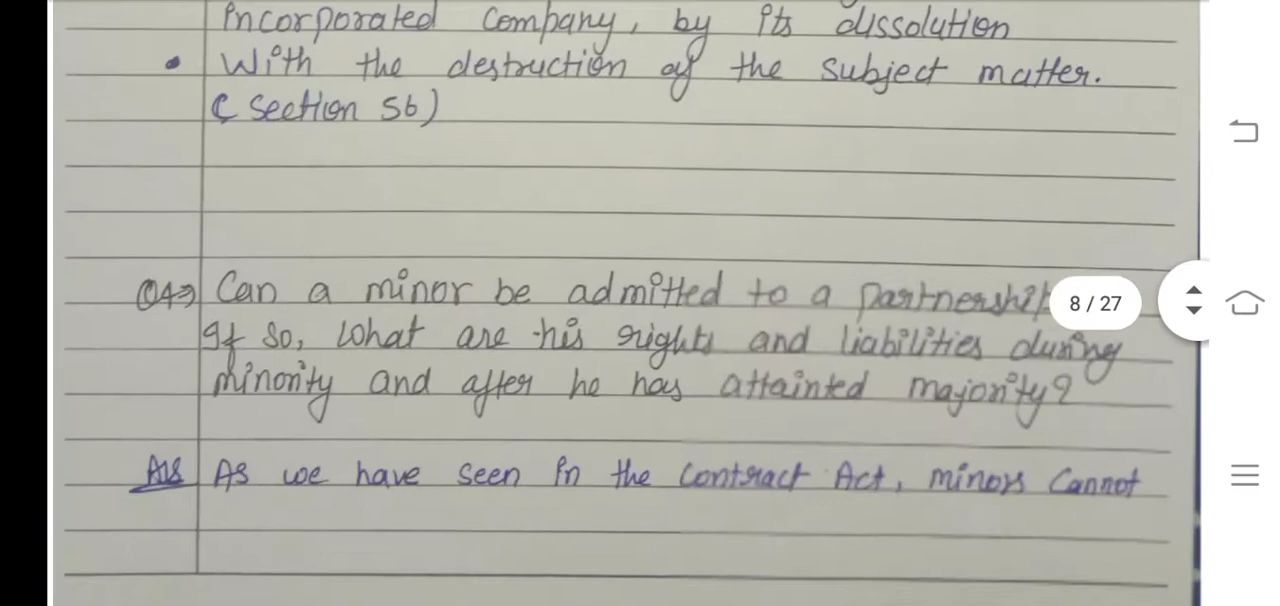 incorporated company, by its dissolution
• With the destruction of the subject matter.
( Section 56)
Q4⇒ Can a minor be admitted to a partnership
8 / 27
If so, What are his rights and liabilities during
minority and after he has attainted majority?
Ans As we have seen in the contract Act, minors cannot